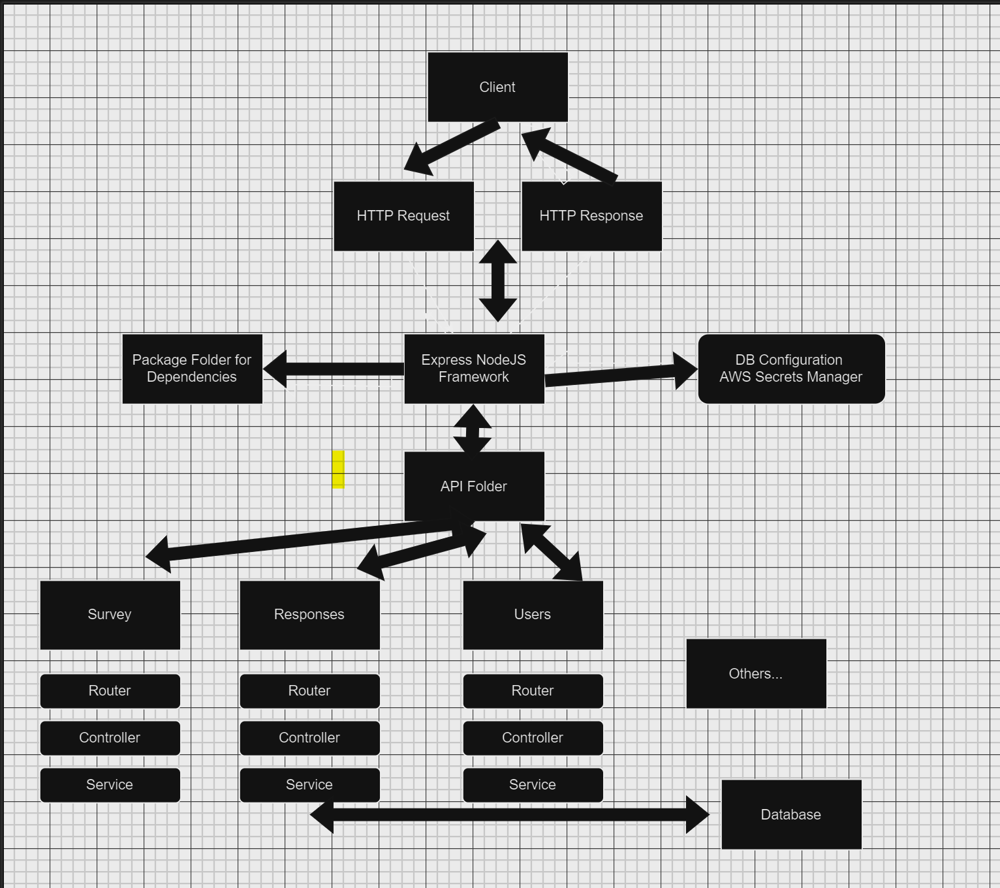 Client
HTTP Request
HTTP Response
Package Folder for
Dependencies
Express NodeJS
Framework
DB Configuration
AWS Secrets Manager
API Folder
Survey
Responses
Users
Others...
Router
Router
Router
Controller
Controller
Controller
Service
Service
Service
Database